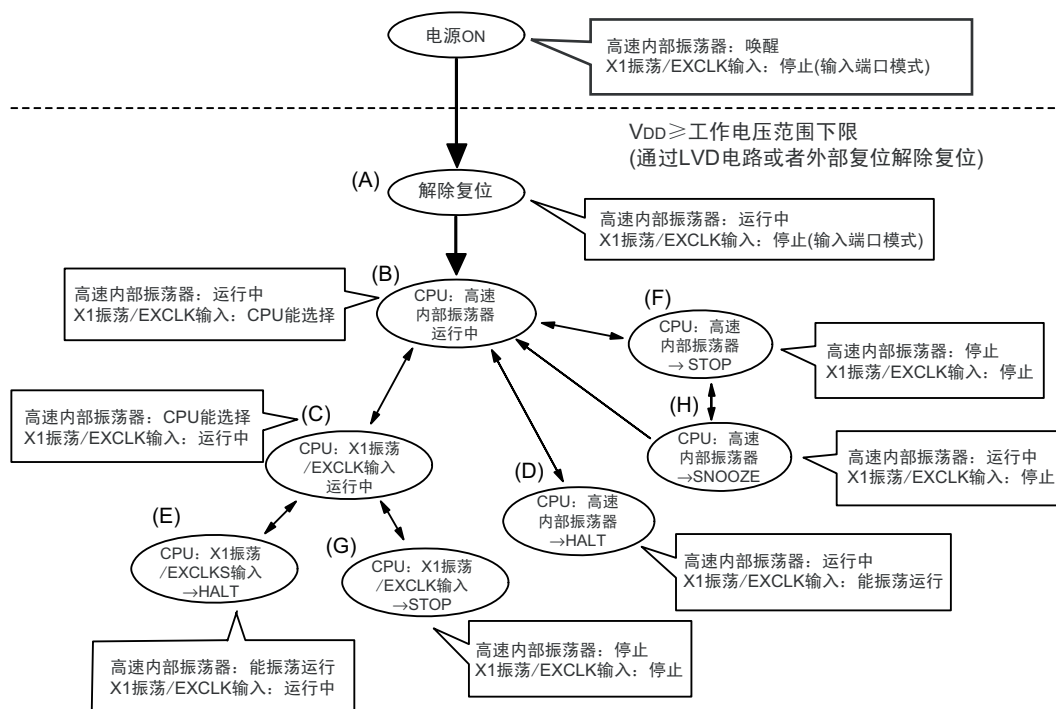 电源ON
高速内部振荡器：唤醒
X1振荡/EXCLK输入：停止(输入端口模式)
VDD≥工作电压范围下限
(通过LVD电路或者外部复位解除复位)
(A)
解除复位
高速内部振荡器：运行中
X1振荡/EXCLK输入：停止(输入端口模式)
(B)
高速内部振荡器：运行中
X1振荡/EXCLK输入：CPU能选择
CPU：高速
内部振荡器
运行中
(F)
CPU：高速
内部振荡器
→ STOP
高速内部振荡器：停止
X1振荡/EXCLK输入：停止
(H)
CPU：高速
内部振荡器
→SNOOZE
高速内部振荡器：运行中
X1振荡/EXCLK输入：停止
高速内部振荡器：CPU能选择
X1振荡/EXCLK输入：运行中
(C)
CPU：X1振荡
/EXCLK输入
运行中
(D)
CPU：高速
内部振荡器
→HALT
高速内部振荡器：运行中
X1振荡/EXCLK输入：能振荡运行
(E)
CPU：X1振荡
/EXCLKS输入
→HALT
(G)
CPU：X1振荡
/EXCLK输入
→STOP
高速内部振荡器：能振荡运行
X1振荡/EXCLK输入：运行中
高速内部振荡器：停止
X1振荡/EXCLK输入：停止